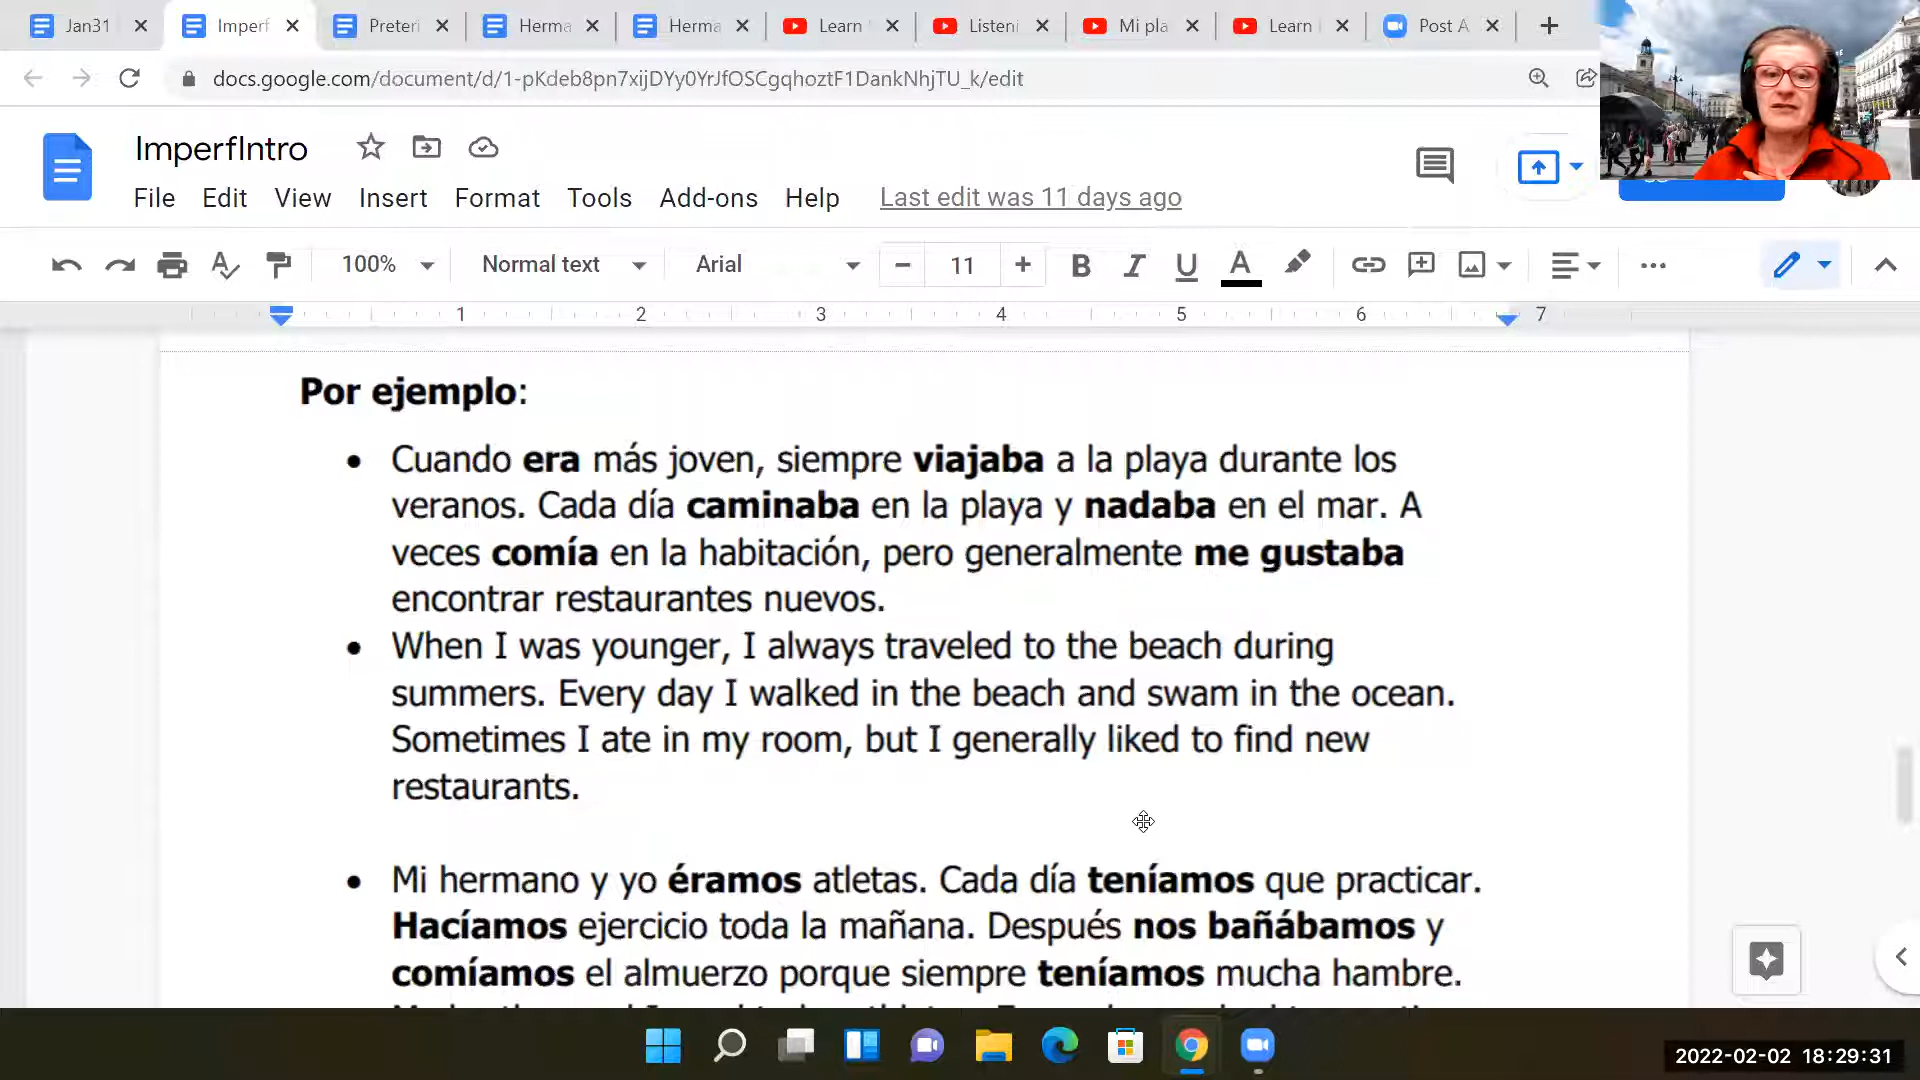 Jan31
Imperf
Preteri
Herma
Herma
Learn
Listeni
Mi pla
Learn
Post A
docs.google.com/document/d/1-pKdeb8pn7xijDYy0YrJfOSCgqhoztF1DankNhjTU_k/edit
ImperfIntro
File Edit View Insert Format Tools Add-ons Help Last edit was 11 days ago
100% Normal text Arial 11 B I U A
1 2 3 4 5 6 7
Por ejemplo:
Cuando era más joven, siempre viajaba a la playa durante los
veranos. Cada día caminaba en la playa y nadaba en el mar. A
veces comía en la habitación, pero generalmente me gustaba
encontrar restaurantes nuevos.
When I was younger, I always traveled to the beach during
summers. Every day I walked in the beach and swam in the ocean.
Sometimes I ate in my room, but I generally liked to find new
restaurants.
Mi hermano y yo éramos atletas. Cada día teníamos que practicar.
Hacíamos ejercicio toda la mañana. Después nos bañábamos y
comíamos el almuerzo porque siempre teníamos mucha hambre.
2022-02-02 18:29:31